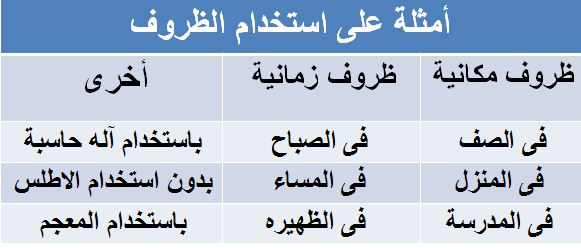 أمثلة على استخدام الظروف
ظروف مكانية ظروف زمانية أخرى
فى الصف فى الصباح باستخدام آله حاسبة
فى المنزل فى المساء بدون استخدام الاطلس
فى المدرسة فى الظهيره باستخدام المعجم